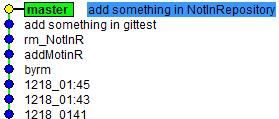 master add something in NotInRepository
add something in gittest
rm_NotInR
addMotinR
byrm
1218_01:45
1218_01:43
1218_0141